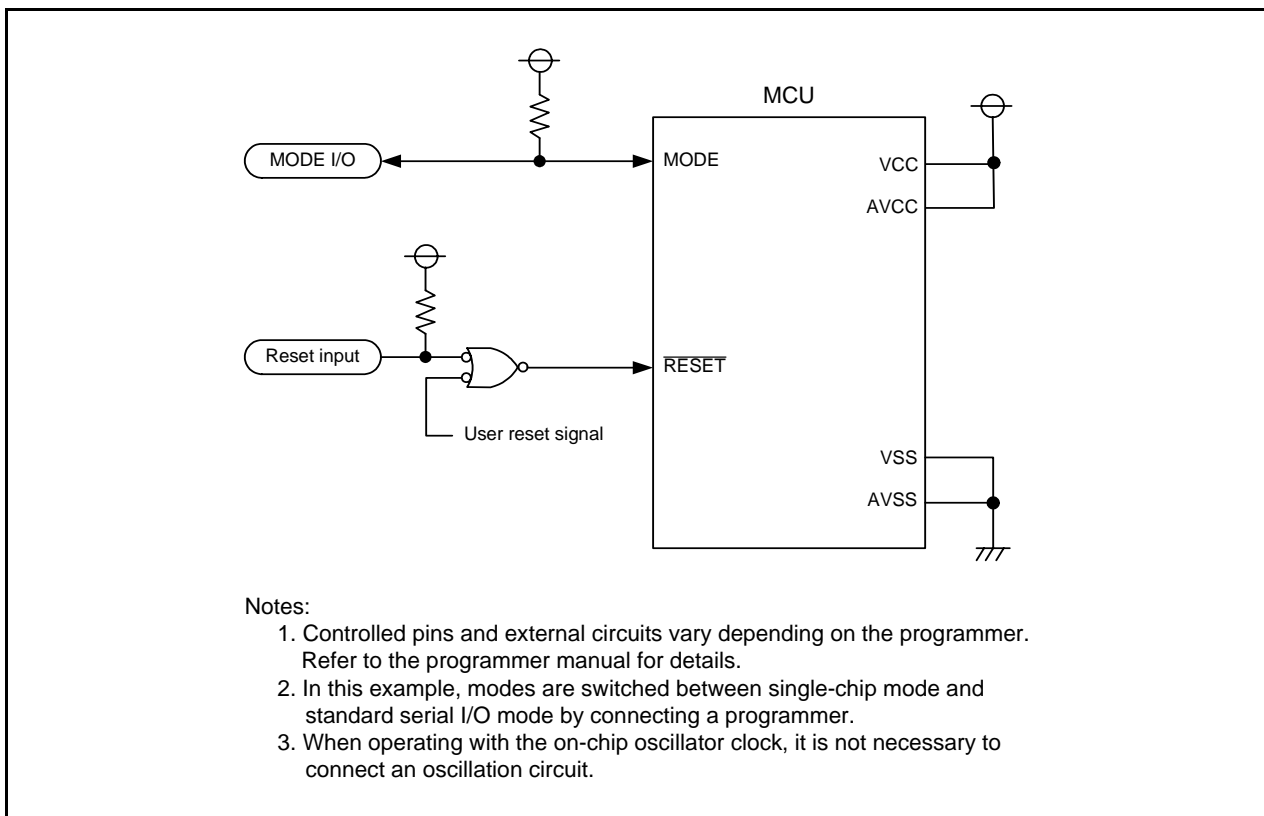 MCU
MODE I/O
MODE
VCC
AVCC
Reset input
RESET
User reset signal
VSS
AVSS
Notes:
1. Controlled pins and external circuits vary depending on the programmer.
Refer to the programmer manual for details.
2. In this example, modes are switched between single-chip mode and
standard serial I/O mode by connecting a programmer.
3. When operating with the on-chip oscillator clock, it is not necessary to
connect an oscillation circuit.